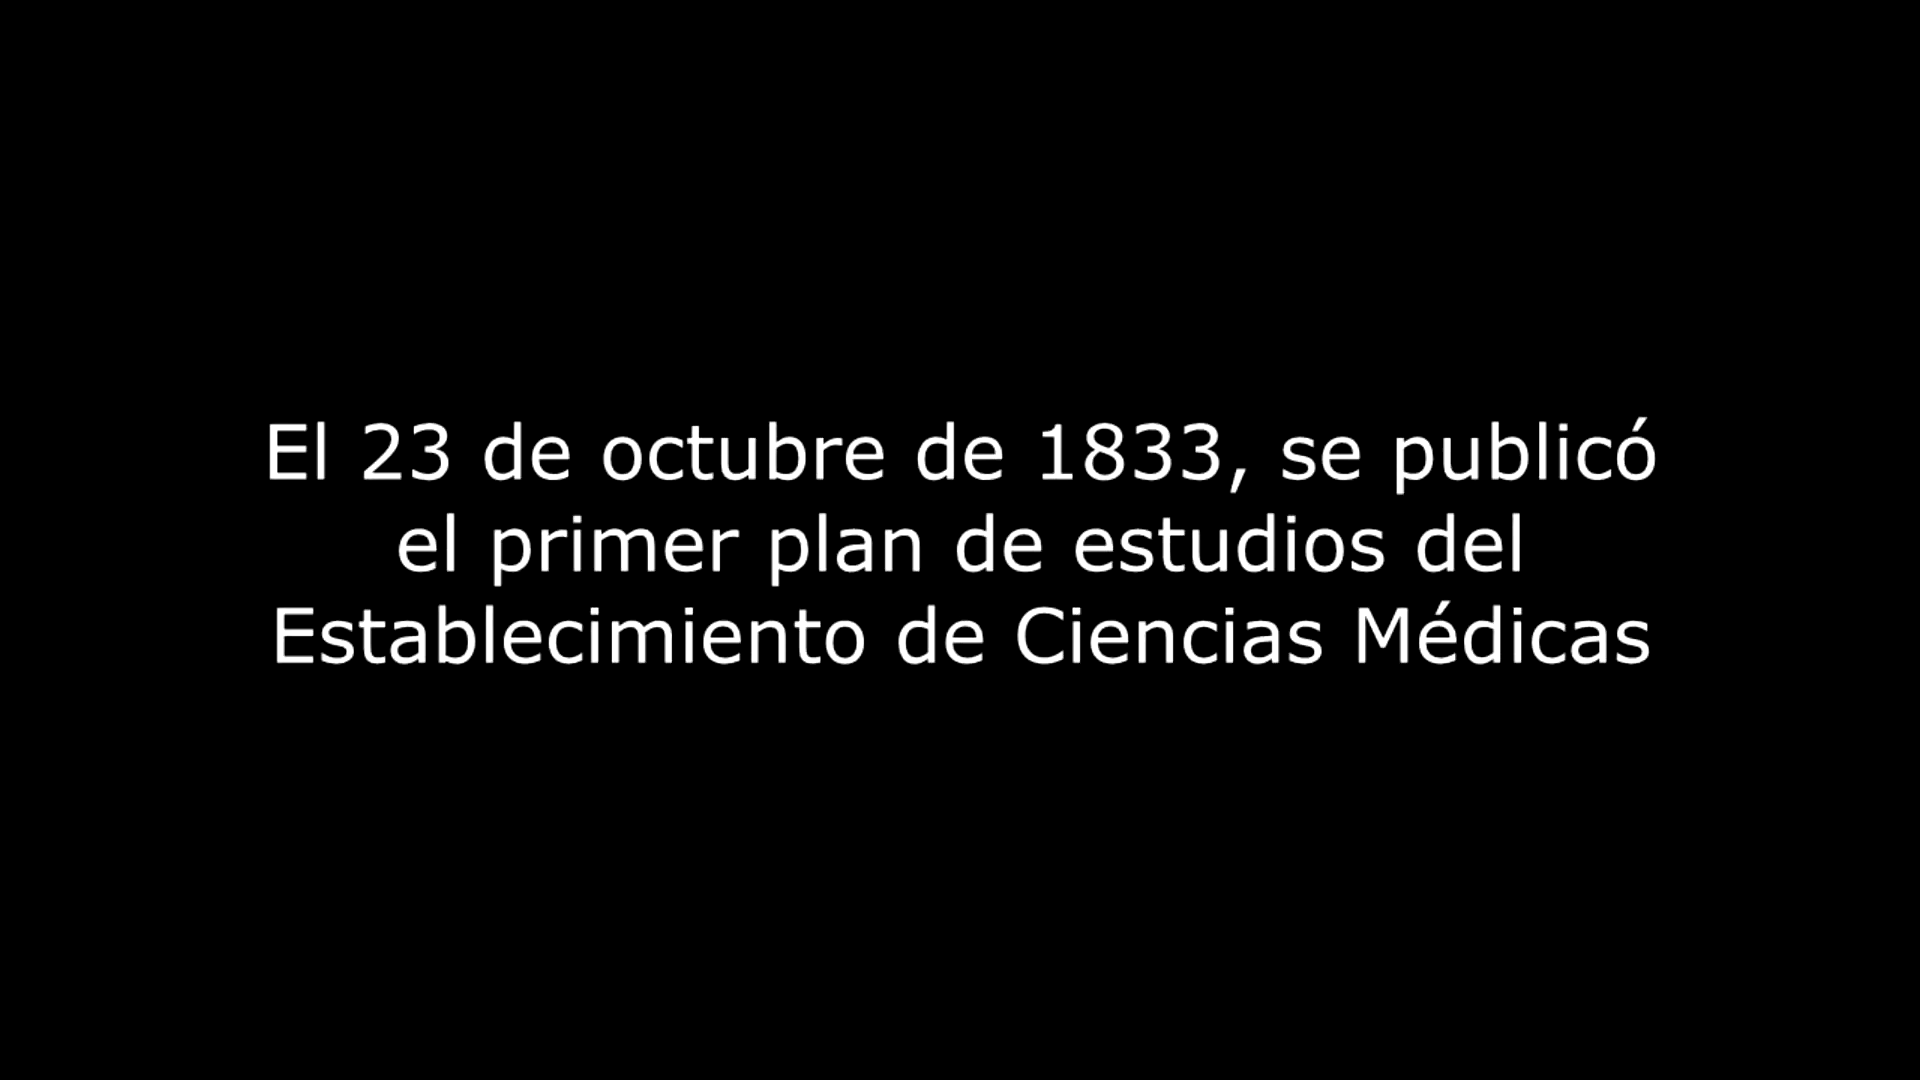 El 23 de octubre de 1833, se publicó
el primer plan de estudios del
Establecimiento de Ciencias Médicas